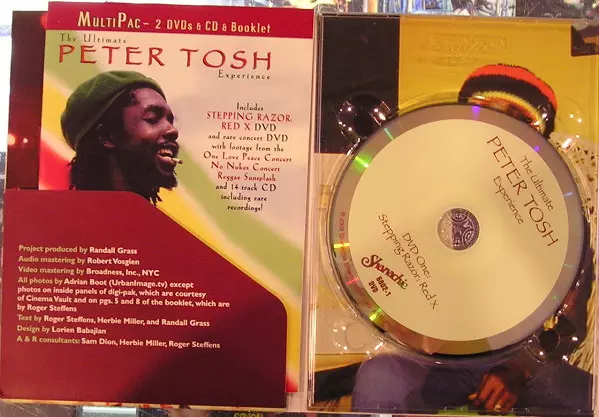 MULTIPAC – 2 DVDS & CD & BOOKLET
The Ultimate
PETER TOSH
Experience
Includes
STEPPING RAZOR:
RED X DVD
and rare concert DVD
with footage from the
One Love Peace Concert
No Nukes Concert
Reggae Sunsplash
and 14-track CD
including rare
recordings!
Project produced by Randall Grass
Audio mastering by Robert Vosgien
Video mastering by Broadness, Inc., NYC
All photos by Adrian Boot (UrbanImage.tv) except
photos on inside panels of digi-pak, which are courtesy
of Cinema Vault and on pgs. 5 and 8 of the booklet, which are
by Roger Steffens
Text by Roger Steffens, Herbie Miller, and Randall Grass
Design by Lorien Babajian
A & R consultants: Sam Dion, Herbie Miller, Roger Steffens
The Ultimate
PETER TOSH
Experience
DVD One:
Stepping Razor: Red X
Shanachie
DVD